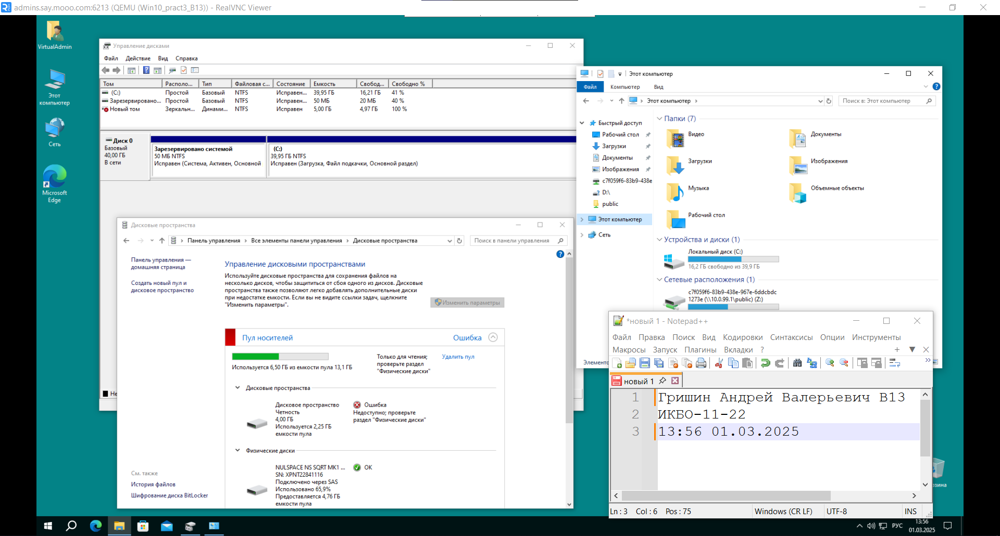 admins.say.mooo.com:6213 (QEMU (Win10_pract3_B13)) - RealVNC Viewer
VirtualAdmin
Этот компьютер
Сеть
Microsoft Edge
Управление дисками
Файл Действие Вид Справка
Том Располо... Тип Файловая с... Состояние Емкость Свобод... Свободно %
(C:) Простой Базовый NTFS Исправен... 39,95 ГБ 16,21 ГБ 41 %
Зарезервировано... Простой Базовый NTFS Исправен... 50 МБ 20 МБ 40 %
Новый том Зеркальн... Динами... NTFS Исправен 5,00 ГБ 4,97 ГБ 100 %
Диск 0
Базовый
40,00 ГБ
В сети
Зарезервировано системой
50 МБ NTFS
Исправен (Система, Активен, Основной
(C:)
39,95 ГБ NTFS
Исправен (Загрузка, Файл подкачки, Основной раздел)
Не
Дисковые пространства
Панель управления > Все элементы панели управления > Дисковые пространства
Поиск в панели управления
Панель управления —
домашняя страница
Создать новый пул и
дисковое пространство
См. также
История файлов
Шифрование диска BitLocker
Управление дисковыми пространствами
Используйте дисковые пространства для сохранения файлов на
несколько дисков, чтобы защититься от сбоя одного из дисков. Дисковые
пространства также позволяют легко добавлять дополнительные диски
при недостатке емкости. Если вы не видите ссылки задач, щелкните
"Изменить параметры".
Изменить параметры
Пул носителей Ошибка
Используется 6,50 ГБ из емкости пула 13,1 ГБ
Только для чтения;
проверьте раздел
"Физические диски"
Удалить пул
Дисковые пространства
Дисковое пространство
Четность
4,00 ГБ
Используется 2,25 ГБ
емкости пула
Ошибка
Недоступно; проверьте
раздел "Физические диски"
Физические диски
NULSPACE NS SQRT MK1 ...
SN: XPNT22841116
Подключено через SAS
Использовано 65,9%
Предоставляется 4,76 ГБ
емкости пула
OK
Этот компьютер
Файл Компьютер Вид
Этот компьютер >
Поиск в: Этот компьютер
Быстрый доступ
Рабочий стол
Загрузки
Документы
Изображения
c7f059f6-83b9-438e
D:\
public
Этот компьютер
Сеть
Папки (7)
Видео
Документы
Загрузки
Изображения
Музыка
Объемные объекты
Рабочий стол
Устройства и диски (1)
Локальный диск (C:)
16,2 ГБ свободно из 39,9 ГБ
Сетевые расположения (1)
c7f059f6-83b9-438e-967e-6ddcbdc
1273e (\\10.0.99.1\public) (Z:)
Элементо
*новый 1 - Notepad++
Файл Правка Поиск Вид Кодировки Синтаксисы Опции Инструменты
Макросы Запуск Плагины Вкладки ?
новый 1
1 Гришин Андрей Валерьевич В13
2 ИКБО-11-22
3 13:56 01.03.2025
Ln : 3 Col : 6 Pos : 75 Windows (CR LF) UTF-8 INS
зина
РУС
13:56
01.03.2025